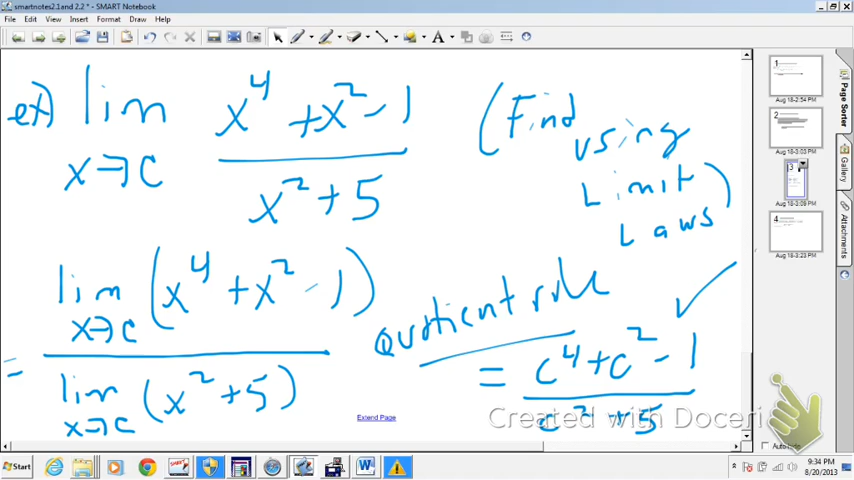 smartnotes2.1and 2.2 * - SMART Notebook
File Edit View Insert Format Draw Help
ex) lim x^4 + x^2 - 1
x→c x^2 + 5
(Find
using
Limit
Laws)
lim (x^4 + x^2 - 1)
x→c
=
lim (x^2 + 5)
x→c
Quotient rule
= c^4 + c^2 - 1
c^2 + 5
Created with Doceri
Extend Page
1
Aug 18-2:54 PM
2
Aug 18-3:03 PM
3
Aug 18-3:09 PM
4
Aug 18-3:23 PM
Page Sorter
Gallery
Attachments
Auto-hide
Start
9:34 PM
8/20/2013